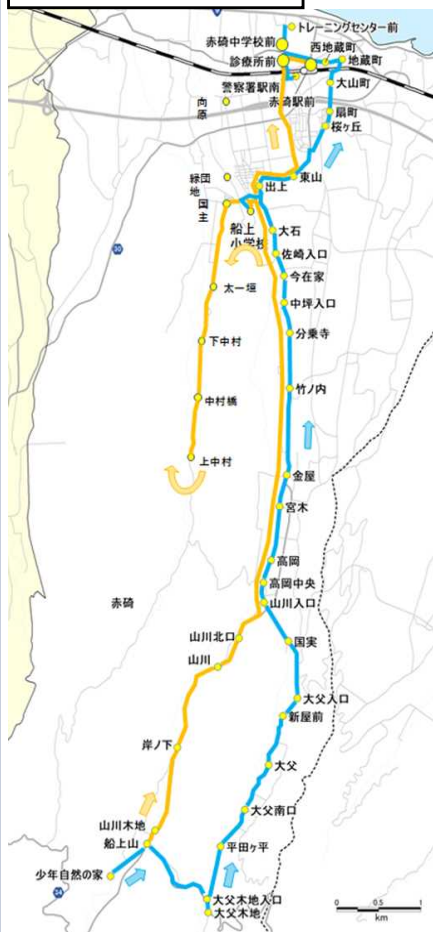 トレーニングセンター前
赤碕中学校前
西地蔵町
診療所前
地蔵町
警察署駅南
大山町
向原
赤碕駅前
扇町
桜ヶ丘
緑団地
東山
出上
国主
船上小学校
大石
佐崎入口
今在家
太一垣
中坪入口
分乗寺
下中村
竹ノ内
中村橋
上中村
金屋
宮木
高岡
高岡中央
赤碕
山川入口
山川北口
国実
山川
大父入口
新屋前
岸ノ下
大父
大父南口
山川木地
船上山
平田ヶ平
少年自然の家
大父木地入口
大父木地
30
34
0 0.5 1
km